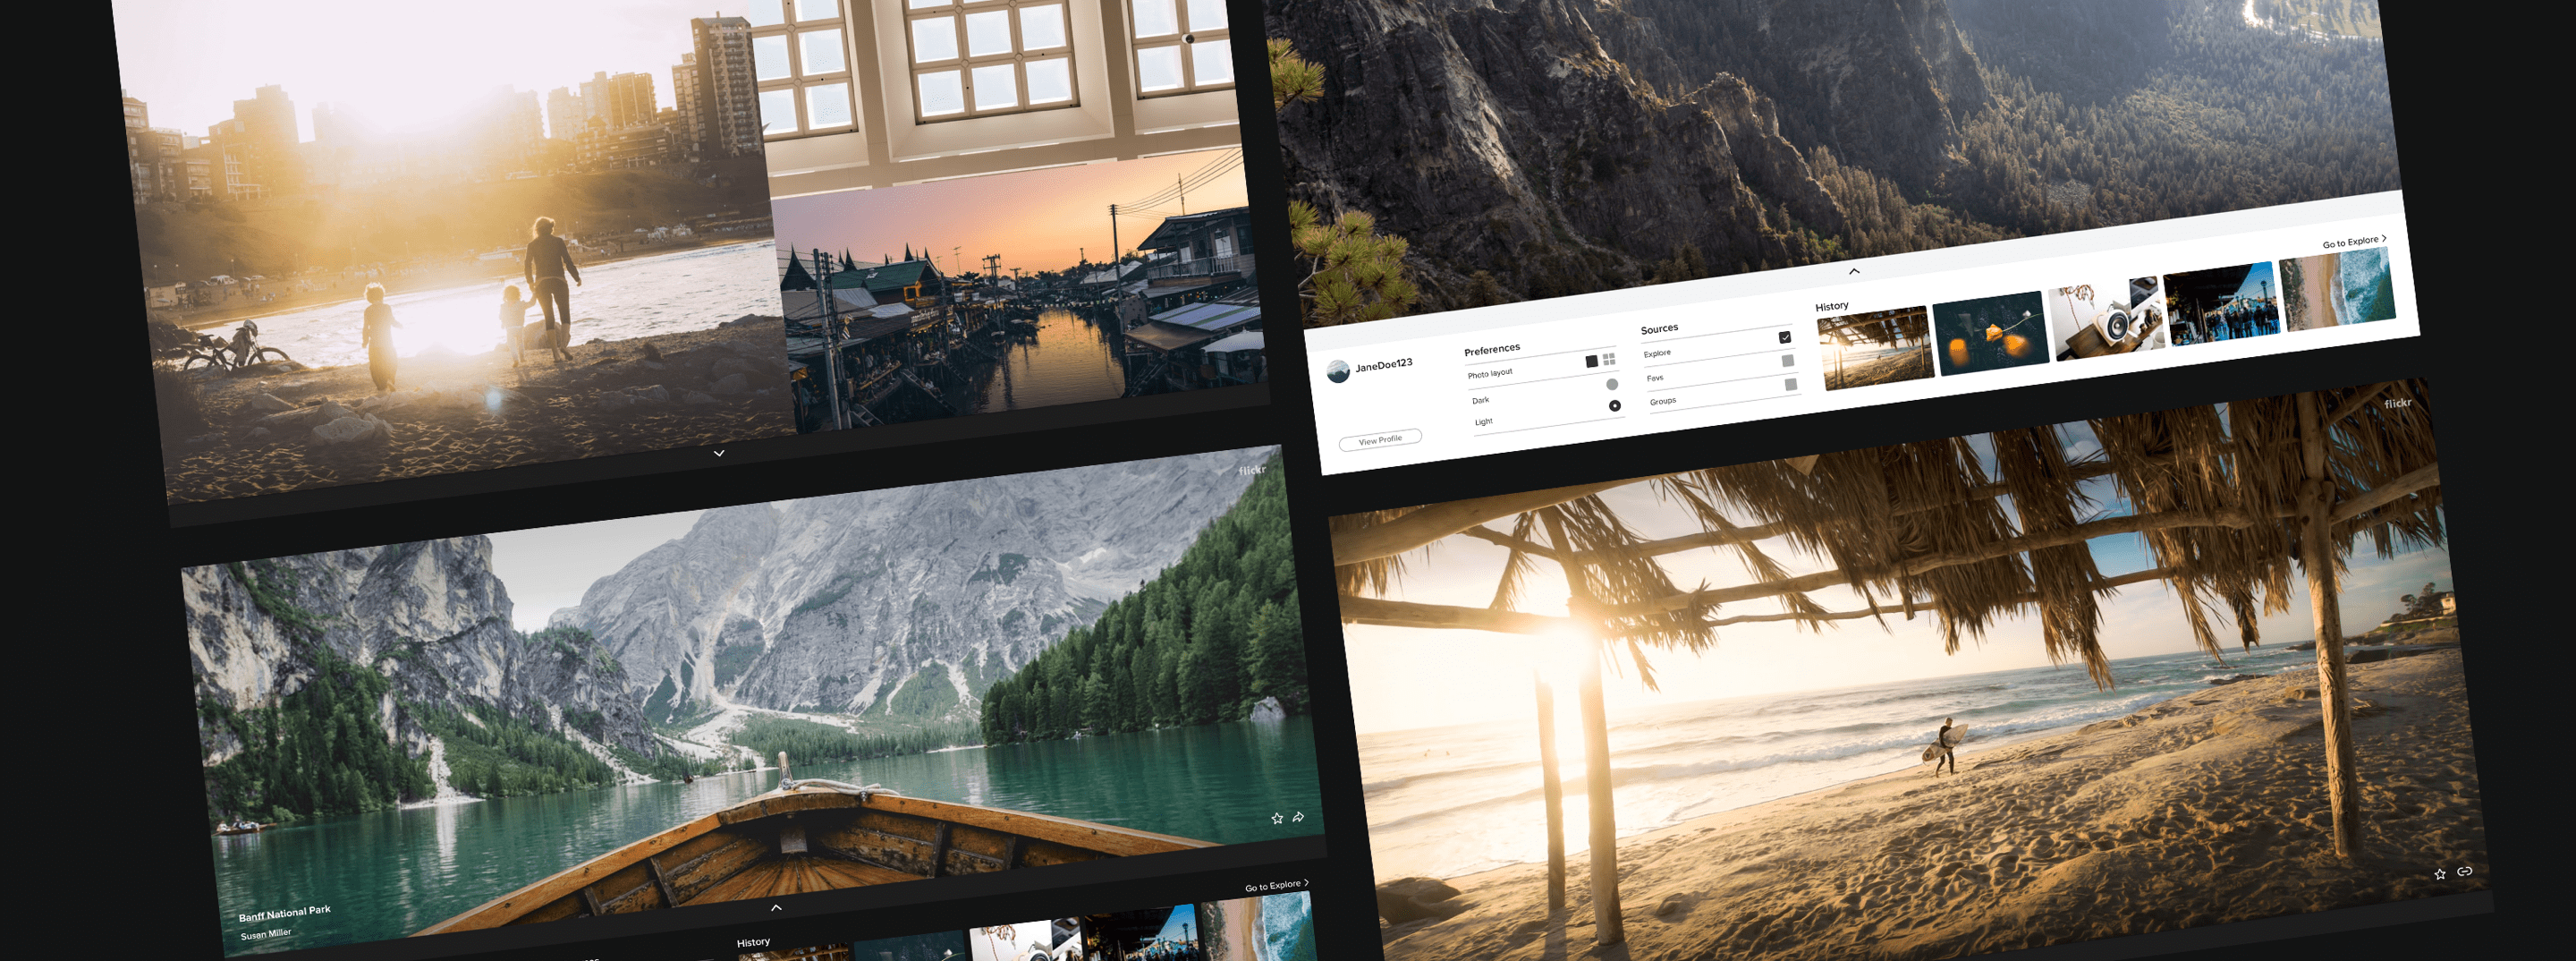 flickr
JaneDoe123
View Profile
Preferences
Photo layout
Dark
Light
Sources
Explore
Favs
Groups
History
Go to Explore
flickr
Banff National Park
Susan Miller
Go to Explore
History